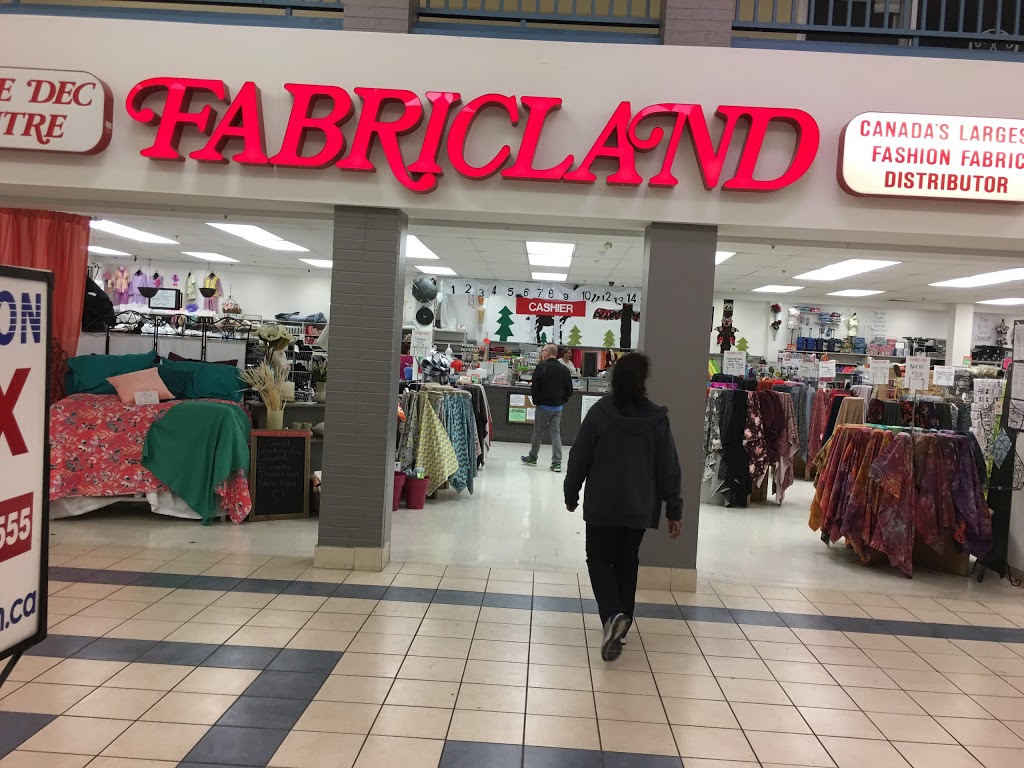 E DEC
TRE
FABRICLAND
CANADA'S LARGES
FASHION FABRIC
DISTRIBUTOR
1 2 3 4 5 6 7 8 9 10 11 12 13 14
CASHIER
ON
X
555
n.ca